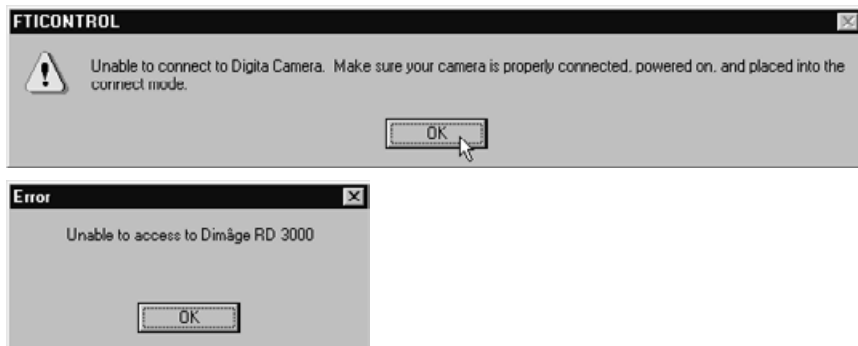 FTICONTROL
Unable to connect to Digita Camera. Make sure your camera is properly connected, powered on, and placed into the
connect mode.
OK
Error
Unable to access to Dimâge RD 3000
OK